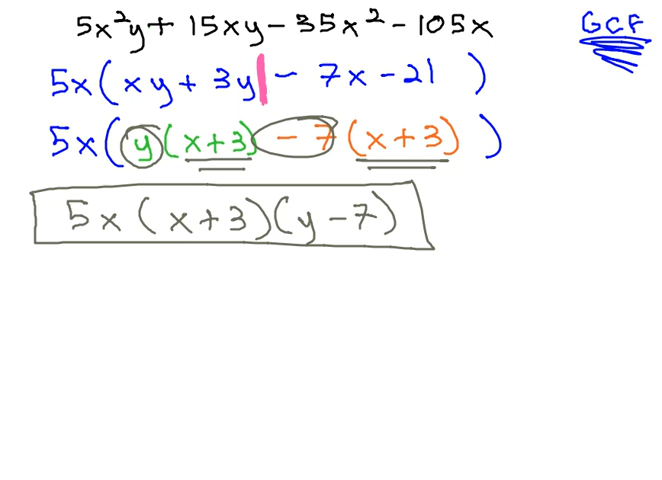 5x²y + 15xy - 35x² - 105x
GCF
5x(xy + 3y - 7x - 21)
5x(y(x+3) - 7(x+3))
5x(x+3)(y-7)